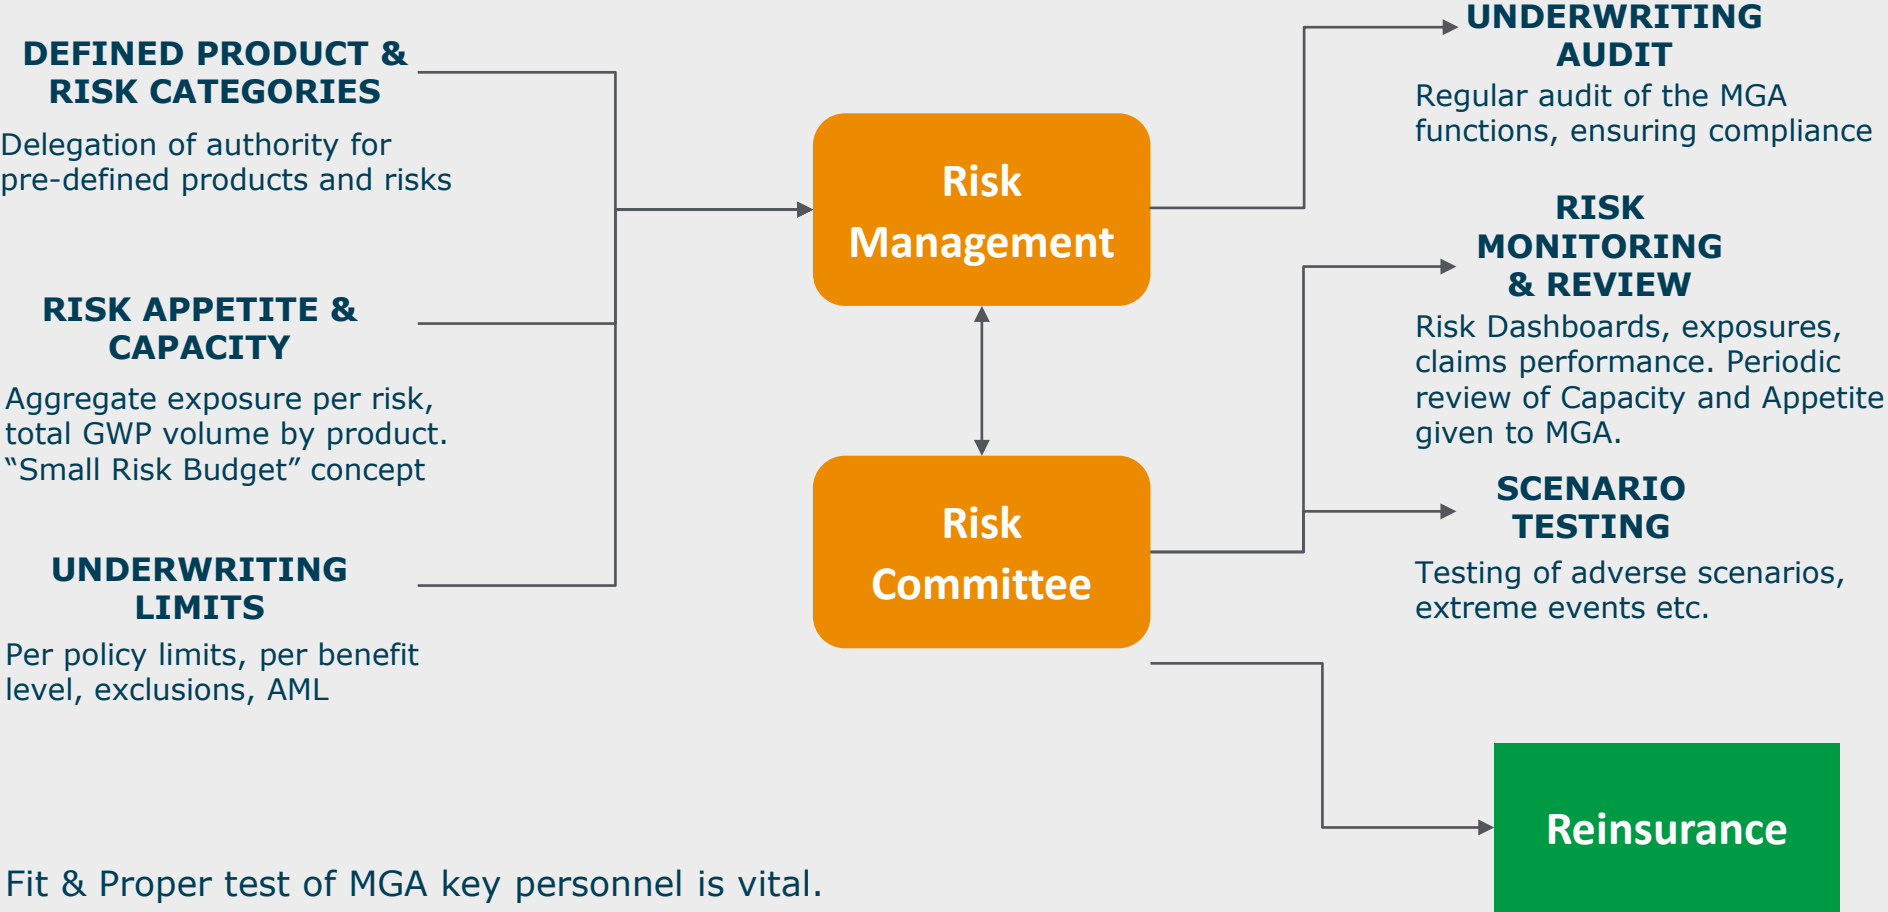 DEFINED PRODUCT &
RISK CATEGORIES
Delegation of authority for
pre-defined products and risks
RISK APPETITE &
CAPACITY
Aggregate exposure per risk,
total GWP volume by product.
“Small Risk Budget” concept
UNDERWRITING
LIMITS
Per policy limits, per benefit
level, exclusions, AML
Risk
Management
Risk
Committee
UNDERWRITING
AUDIT
Regular audit of the MGA
functions, ensuring compliance
RISK
MONITORING
& REVIEW
Risk Dashboards, exposures,
claims performance. Periodic
review of Capacity and Appetite
given to MGA.
SCENARIO
TESTING
Testing of adverse scenarios,
extreme events etc.
Reinsurance
Fit & Proper test of MGA key personnel is vital.